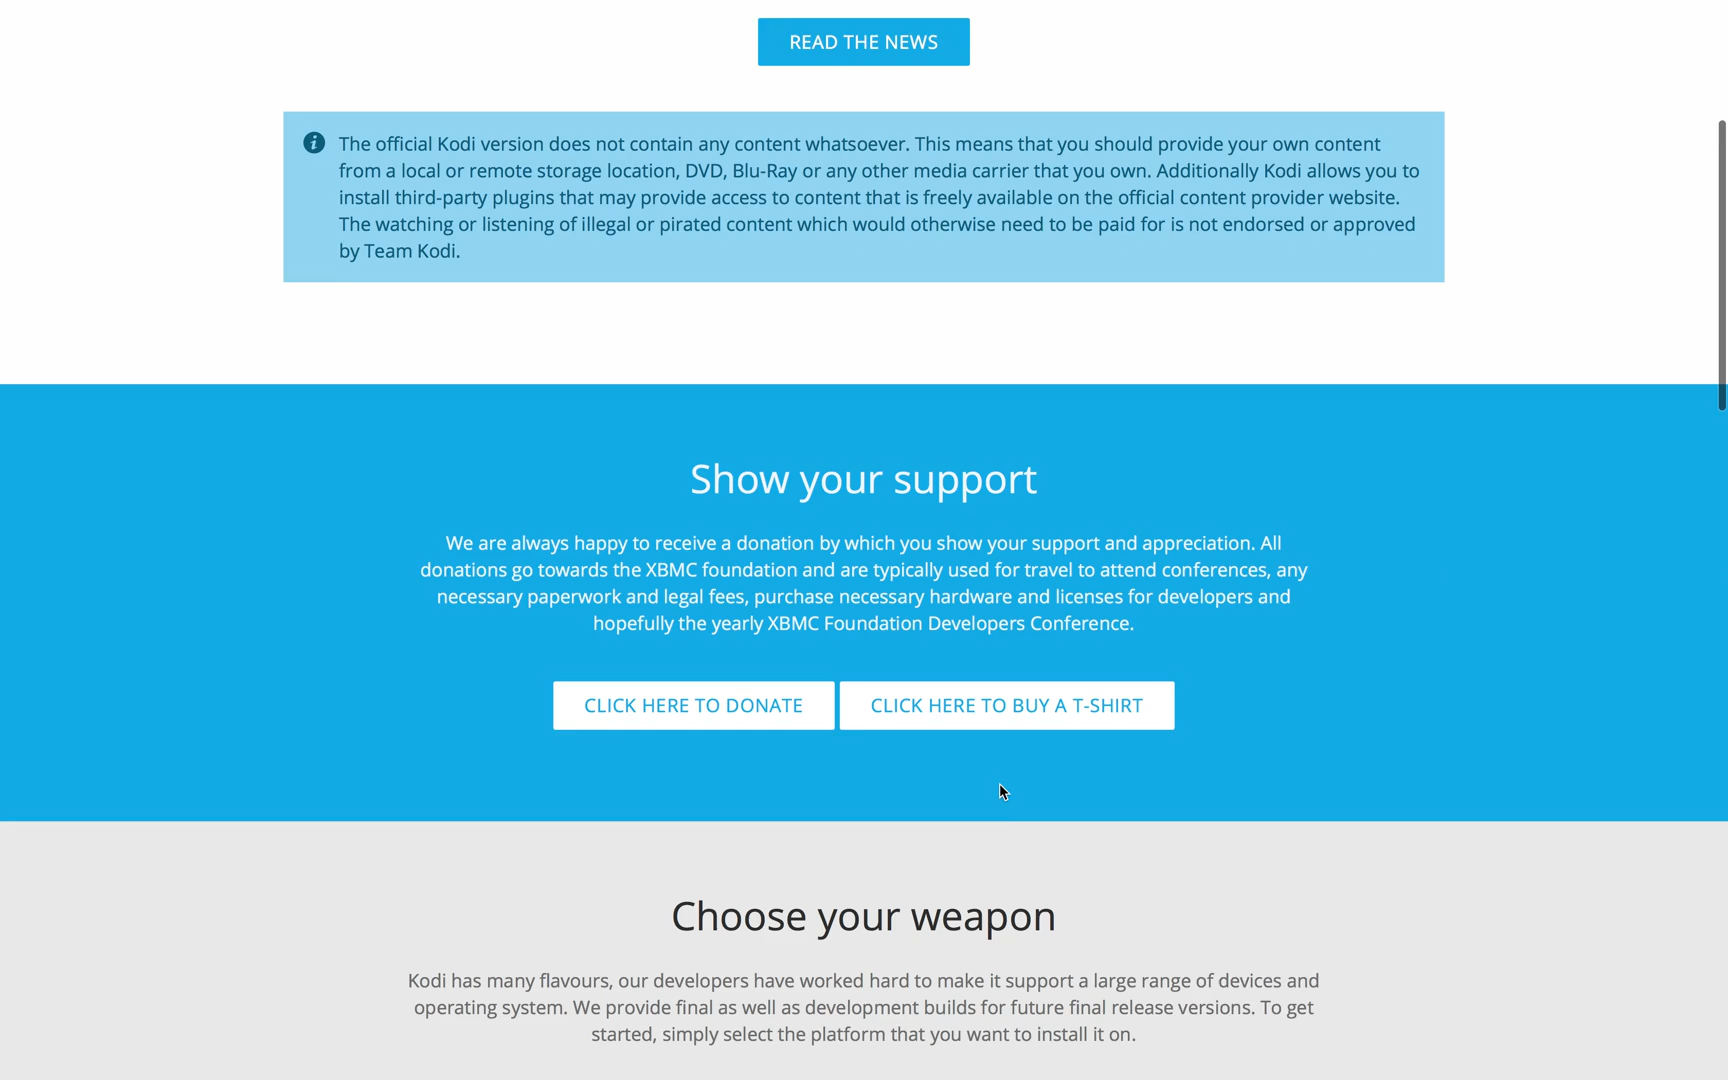 READ THE NEWS
The official Kodi version does not contain any content whatsoever. This means that you should provide your own content
from a local or remote storage location, DVD, Blu-Ray or any other media carrier that you own. Additionally Kodi allows you to
install third-party plugins that may provide access to content that is freely available on the official content provider website.
The watching or listening of illegal or pirated content which would otherwise need to be paid for is not endorsed or approved
by Team Kodi.
Show your support
We are always happy to receive a donation by which you show your support and appreciation. All
donations go towards the XBMC foundation and are typically used for travel to attend conferences, any
necessary paperwork and legal fees, purchase necessary hardware and licenses for developers and
hopefully the yearly XBMC Foundation Developers Conference.
CLICK HERE TO DONATE
CLICK HERE TO BUY A T-SHIRT
Choose your weapon
Kodi has many flavours, our developers have worked hard to make it support a large range of devices and
operating system. We provide final as well as development builds for future final release versions. To get
started, simply select the platform that you want to install it on.